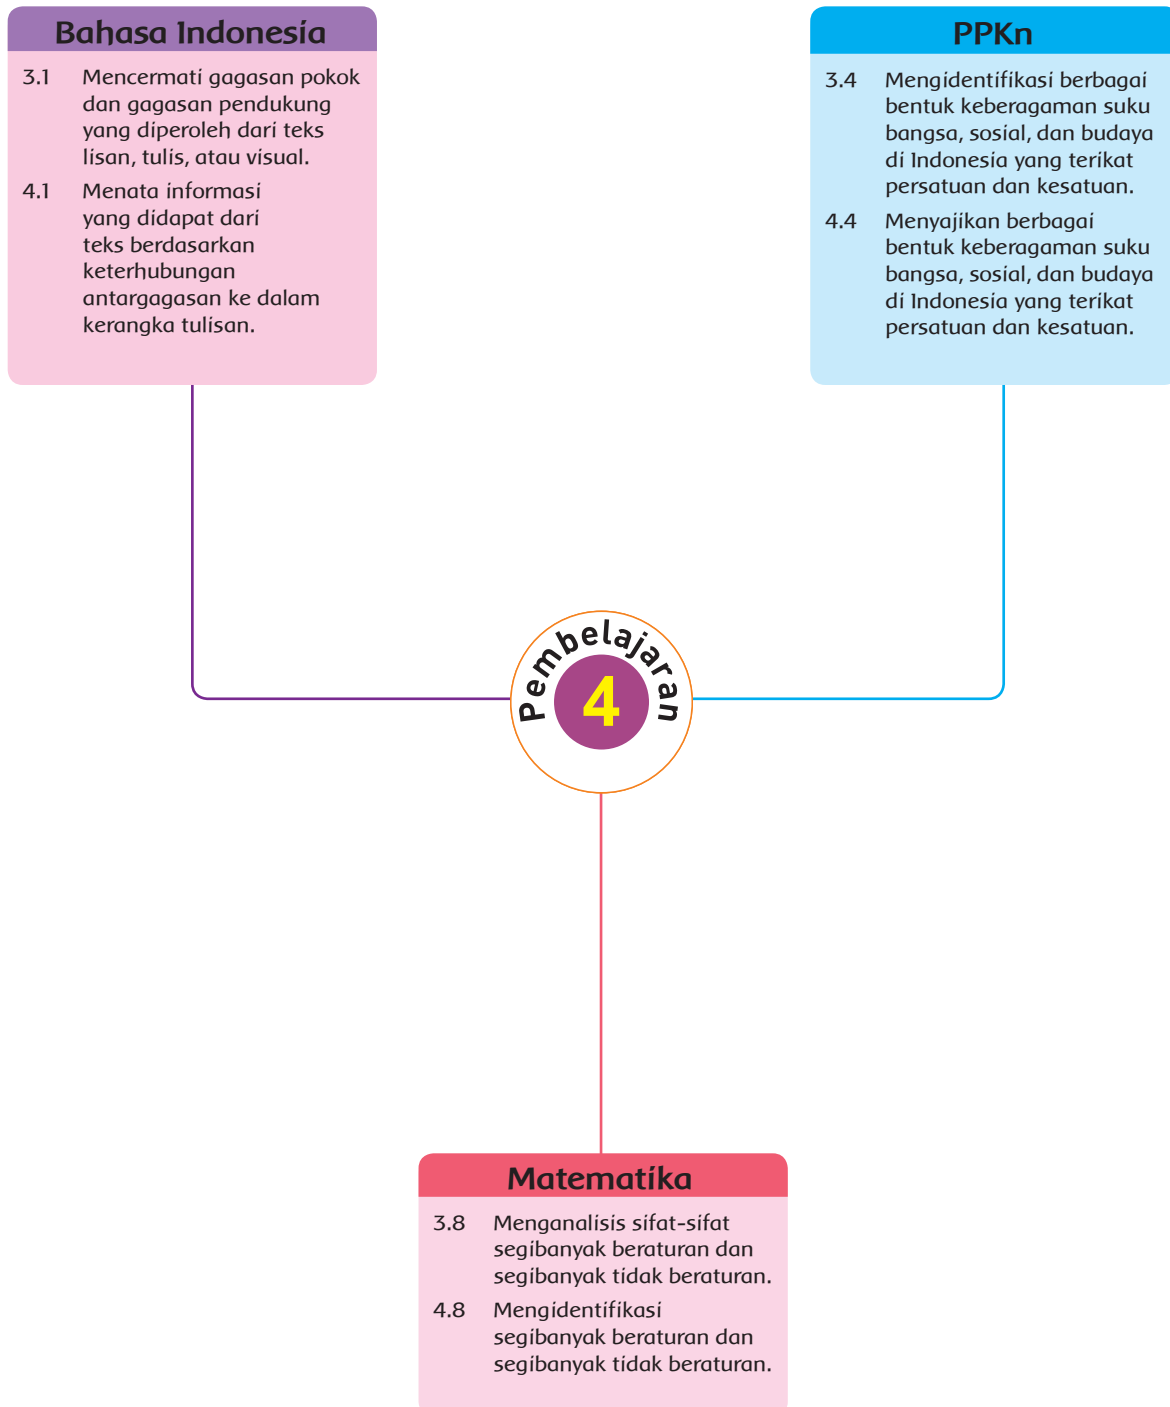 Bahasa Indonesia
3.1 Mencermati gagasan pokok
dan gagasan pendukung
yang diperoleh dari teks
lisan, tulis, atau visual.
4.1 Menata informasi
yang didapat dari
teks berdasarkan
keterhubungan
antargagasan ke dalam
kerangka tulisan.
PPKn
3.4 Mengidentifikasi berbagai
bentuk keberagaman suku
bangsa, sosial, dan budaya
di Indonesia yang terikat
persatuan dan kesatuan.
4.4 Menyajikan berbagai
bentuk keberagaman suku
bangsa, sosial, dan budaya
di Indonesia yang terikat
persatuan dan kesatuan.
Pembelajaran
4
Matematika
3.8 Menganalisis sifat-sifat
segibanyak beraturan dan
segibanyak tidak beraturan.
4.8 Mengidentifikasi
segibanyak beraturan dan
segibanyak tidak beraturan.